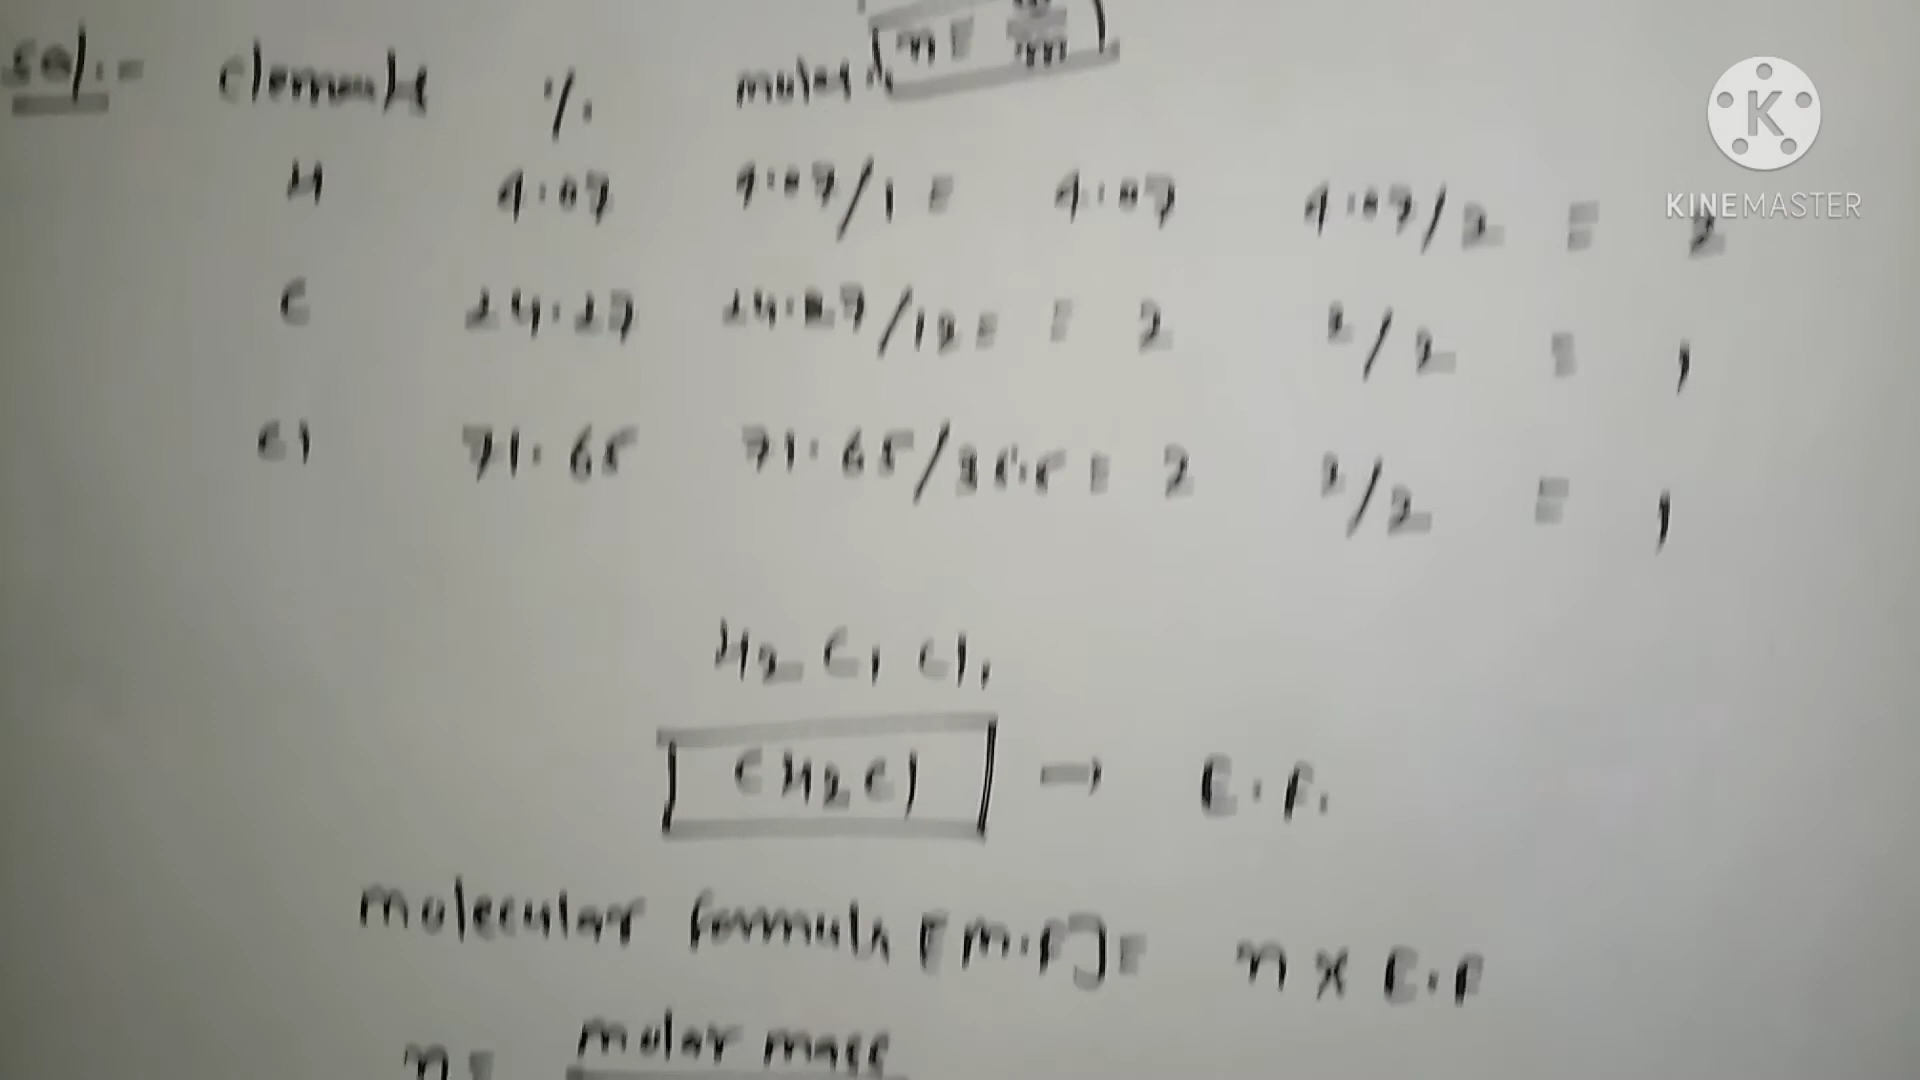 Sol:- elements % moles n=
H 4.07 4.07/1 = 4.07 4.07/2 = 2
C 24.27 24.27/12 = = 2 2/2 = 1
Cl 71.65 71.65/35.5 = 2 2/2 = 1
H2 C1 Cl1
CH2Cl → E.F.
molecular formula [M.F] = n x E.F
n = molar mass
KINEMASTER